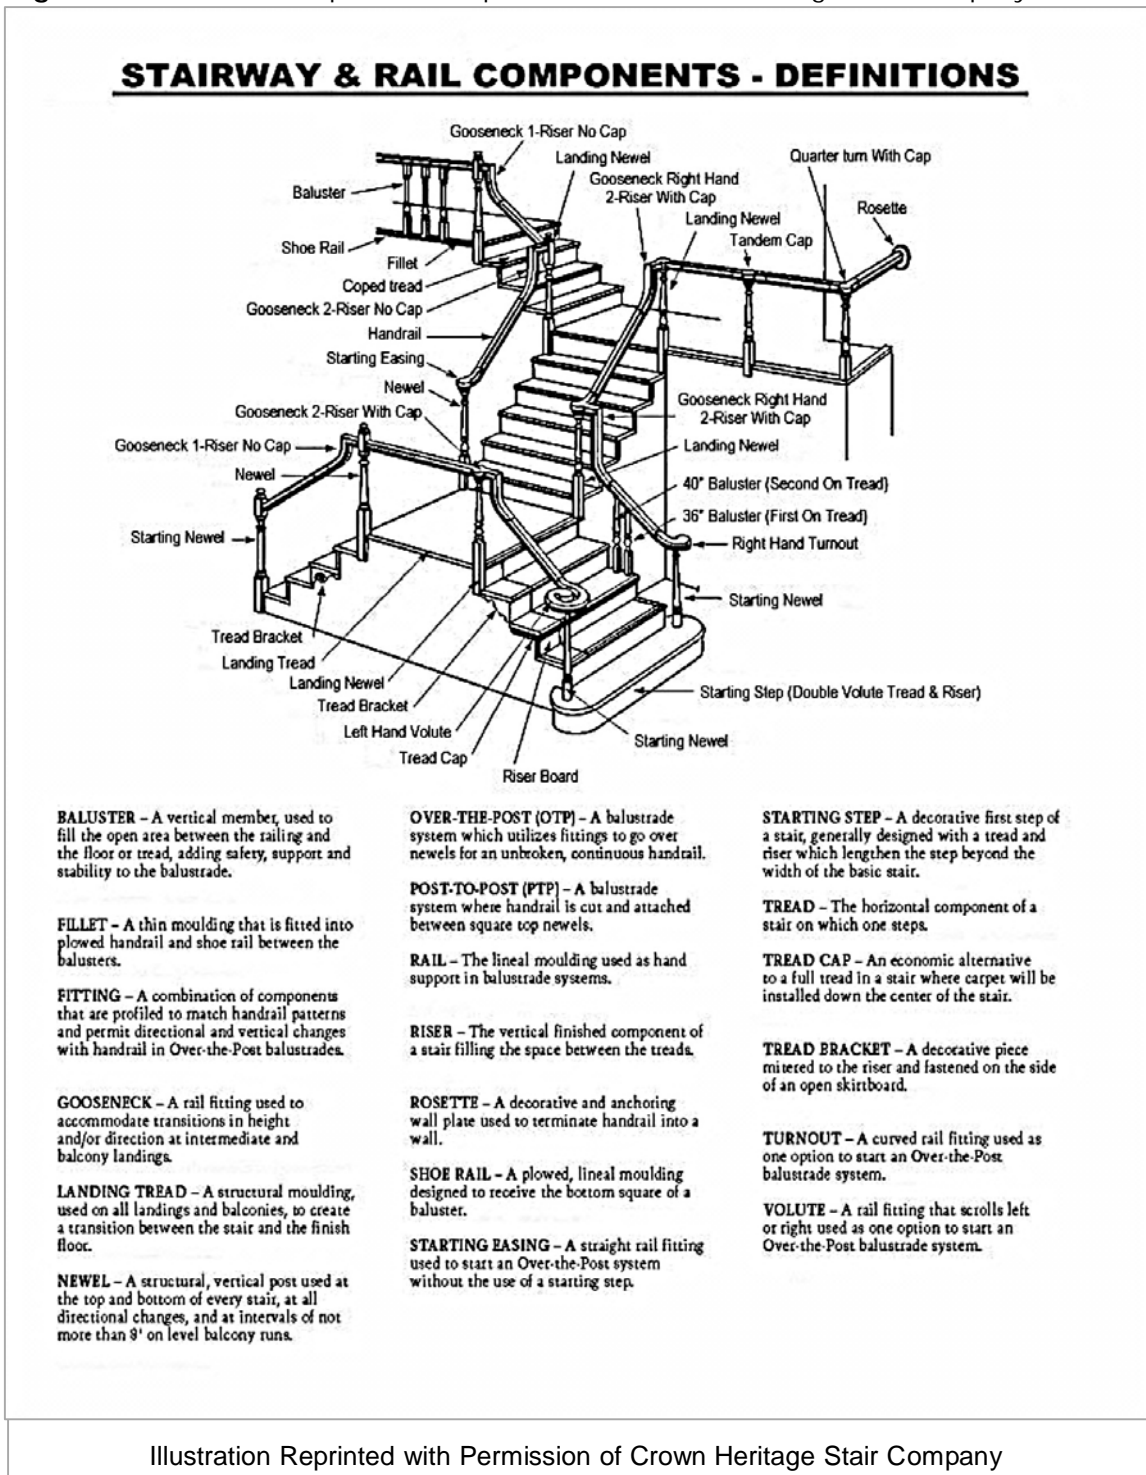 STAIRWAY & RAIL COMPONENTS - DEFINITIONS
Gooseneck 1-Riser No Cap
Landing Newel
Gooseneck Right Hand
2-Riser With Cap
Quarter turn With Cap
Baluster
Landing Newel
Rosette
Tandem Cap
Shoe Rail
Fillet
Coped tread
Gooseneck 2-Riser No Cap
Handrail
Starting Easing
Newel
Gooseneck 2-Riser With Cap
Gooseneck Right Hand
2-Riser With Cap
Gooseneck 1-Riser No Cap
Landing Newel
Newel
40" Baluster (Second On Tread)
36" Baluster (First On Tread)
Starting Newel
Right Hand Turnout
Starting Newel
Tread Bracket
Landing Tread
Landing Newel
Tread Bracket
Starting Step (Double Volute Tread & Riser)
Left Hand Volute
Starting Newel
Tread Cap
Riser Board
BALUSTER – A vertical member, used to
fill the open area between the railing and
the floor or tread, adding safety, support and
stability to the balustrade.
FILLET – A thin moulding that is fitted into
plowed handrail and shoe rail between the
balusters.
FITTING – A combination of components
that are profiled to match handrail patterns
and permit directional and vertical changes
with handrail in Over-the-Post balustrades.
GOOSENECK – A rail fitting used to
accommodate transitions in height
and/or direction at intermediate and
balcony landings.
LANDING TREAD – A structural moulding,
used on all landings and balconies, to create
a transition between the stair and the finish
floor.
NEWEL – A structural, vertical post used at
the top and bottom of every stair, at all
directional changes, and at intervals of not
more than 8' on level balcony runs.
OVER-THE-POST (OTP) – A balustrade
system which utilizes fittings to go over
newels for an unbroken, continuous handrail.
POST-TO-POST (PTP) – A balustrade
system where handrail is cut and attached
between square top newels.
RAIL – The lineal moulding used as hand
support in balustrade systems.
RISER – The vertical finished component of
a stair filling the space between the treads.
ROSETTE – A decorative and anchoring
wall plate used to terminate handrail into a
wall.
SHOE RAIL – A plowed, lineal moulding
designed to receive the bottom square of a
baluster.
STARTING EASING – A straight rail fitting
used to start an Over-the-Post system
without the use of a starting step.
STARTING STEP – A decorative first step of
a stair, generally designed with a tread and
riser which lengthen the step beyond the
width of the basic stair.
TREAD – The horizontal component of a
stair on which one steps.
TREAD CAP – An economic alternative
to a full tread in a stair where carpet will be
installed down the center of the stair.
TREAD BRACKET – A decorative piece
mitered to the riser and fastened on the side
of an open skirtboard.
TURNOUT – A curved rail fitting used as
one option to start an Over-the-Post
balustrade system.
VOLUTE – A rail fitting that scrolls left
or right used as one option to start an
Over-the-Post balustrade system.
Illustration Reprinted with Permission of Crown Heritage Stair Company